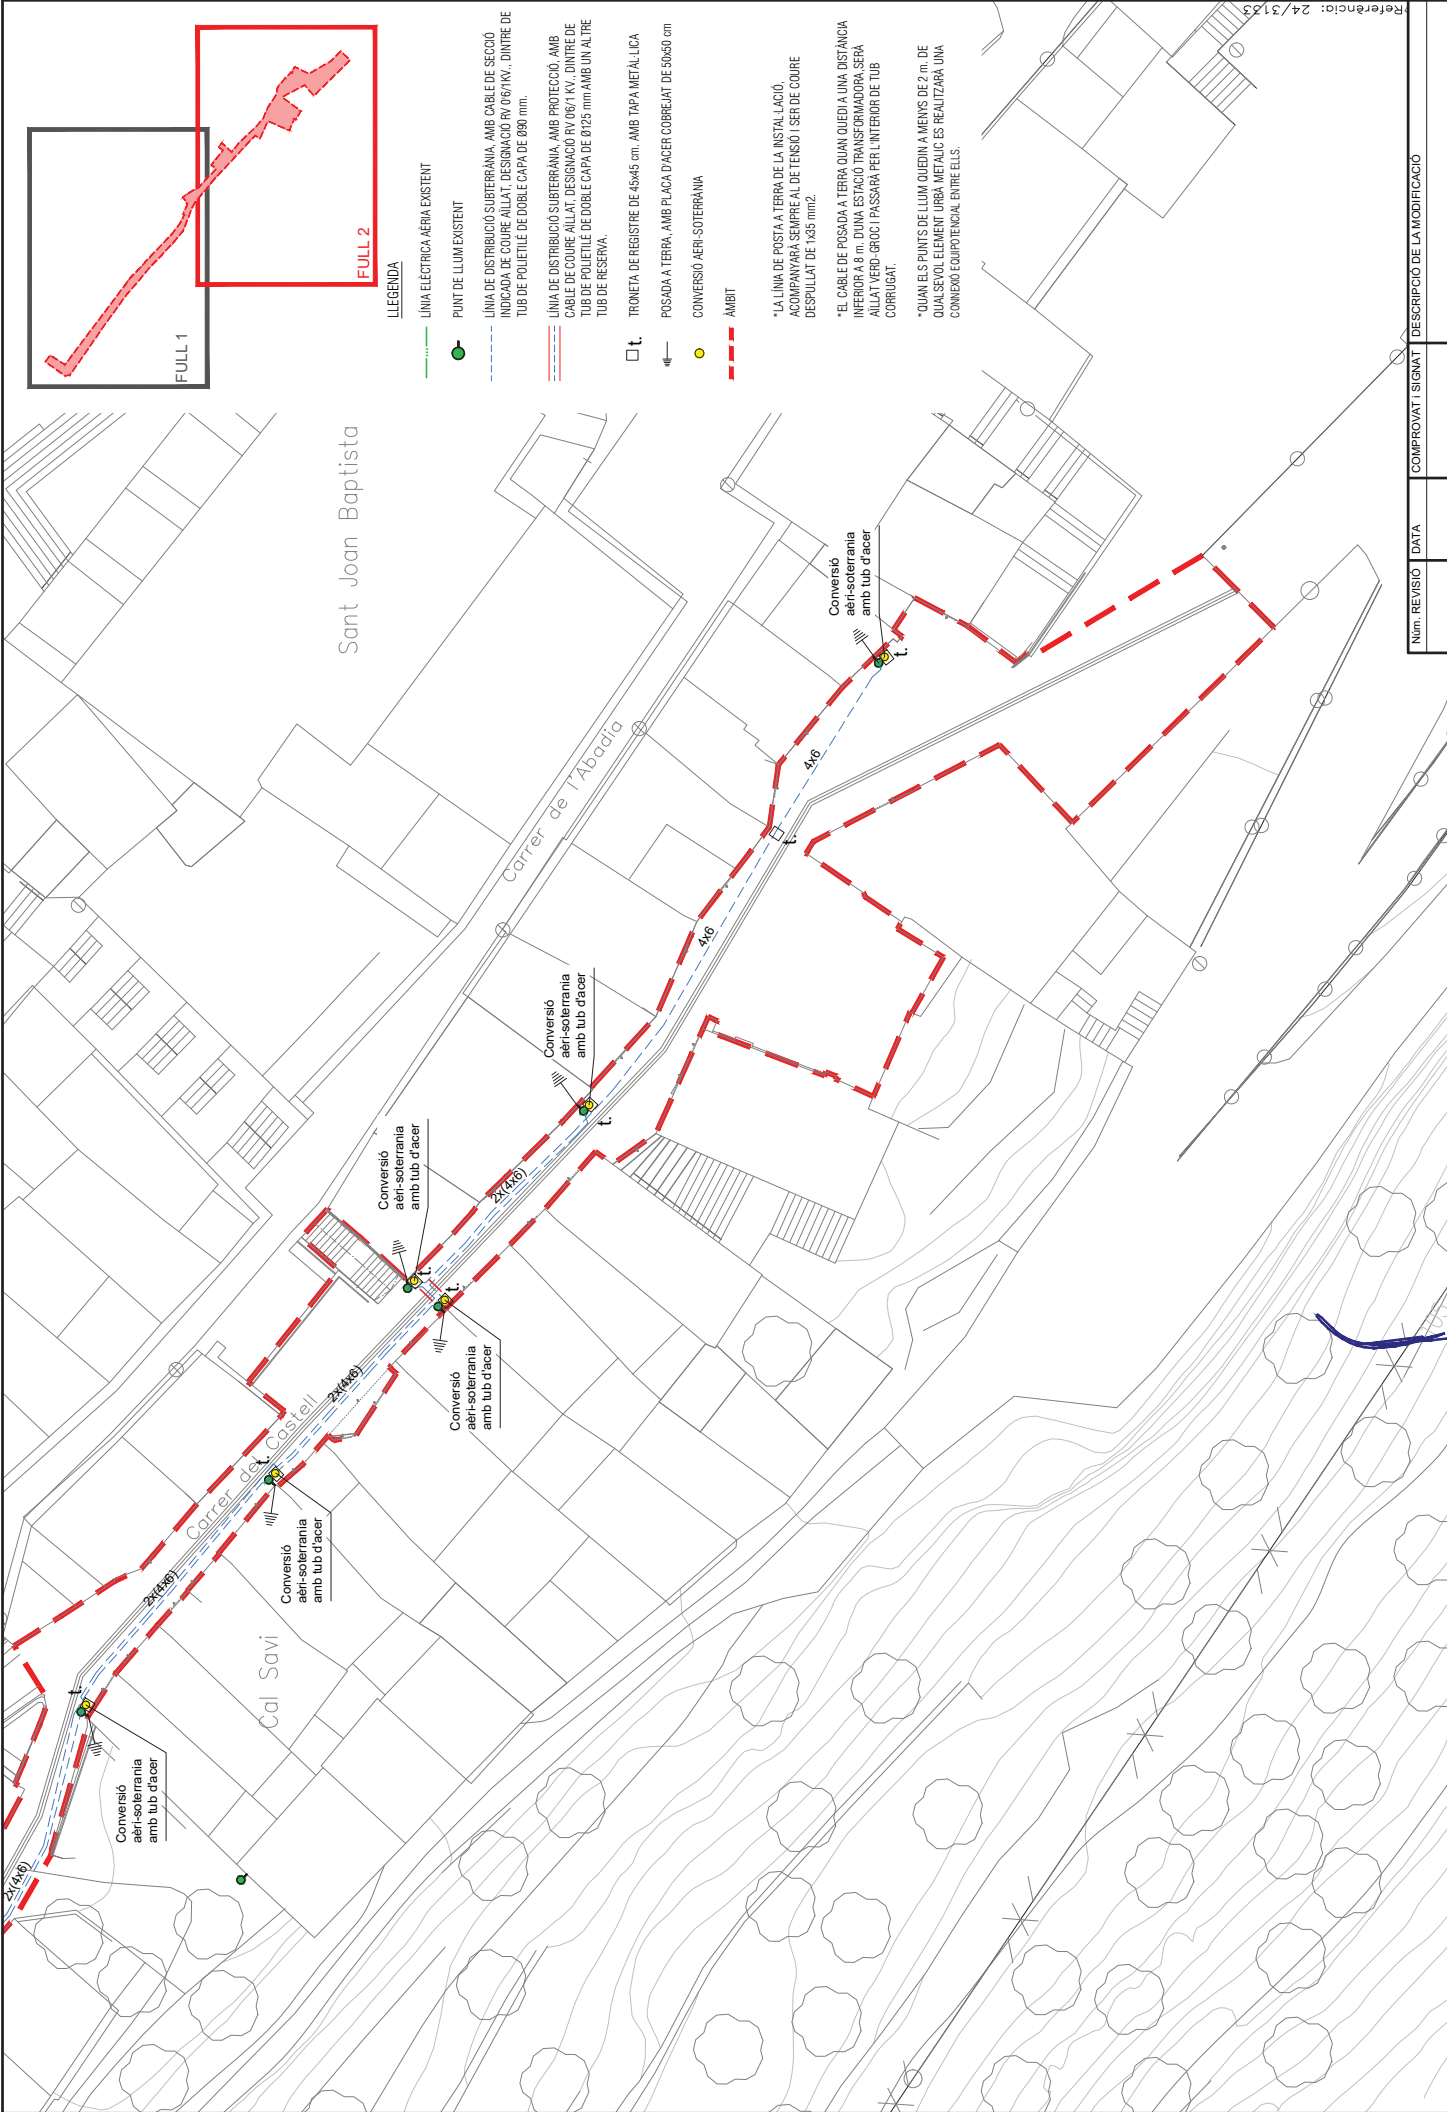 FULL 1
FULL 2
LLEGENDA
LÍNIA ELÈCTRICA AÈRIA EXISTENT
PUNT DE LLUM EXISTENT
LÍNIA DE DISTRIBUCIÓ SUBTERRÀNIA, AMB CABLE DE SECCIÓ
INDICADA DE COURE AÏLLAT, DESIGNACIÓ RV 0'6/1KV., DINTRE DE
TUB DE POLIETILÈ DE DOBLE CAPA DE Ø90 mm.
LÍNIA DE DISTRIBUCIÓ SUBTERRÀNIA, AMB PROTECCIÓ, AMB
CABLE DE COURE AÏLLAT, DESIGNACIÓ RV 0'6/1 KV., DINTRE DE
TUB DE POLIETILÈ DE DOBLE CAPA DE Ø125 mm AMB UN ALTRE
TUB DE RESERVA.
t. TRONETA DE REGISTRE DE 45x45 cm. AMB TAPA METÀL·LICA
POSADA A TERRA, AMB PLACA D'ACER COBREJAT DE 50x50 cm
CONVERSIÓ AERI-SOTERRÀNIA
ÀMBIT
*LA LÍNIA DE POSTA A TERRA DE LA INSTAL·LACIÓ,
ACOMPANYARÀ SEMPRE AL DE TENSIÓ I SER DE COURE
DESPULLAT DE 1x35 mm2.
*EL CABLE DE POSADA A TERRA QUAN QUEDI A UNA DISTÀNCIA
INFERIOR A 8 m. D'UNA ESTACIÓ TRANSFORMADORA,SERÀ
AÏLLAT VERD-GROC I PASSARÀ PER L'INTERIOR DE TUB
CORRUGAT.
*QUAN ELS PUNTS DE LLUM QUEDIN A MENYS DE 2 m. DE
QUALSEVOL ELEMENT URBÀ METALIC ES REALITZARÀ UNA
CONNEXIÓ EQUIPOTENCIAL ENTRE ELLS.
Sant Joan Baptista
Carrer de l'Abadia
Carrer del Castell
Cal Savi
Conversió
aèri-soterrania
amb tub d'acer
t.
2x(4x6)
2x(4x6)
Conversió
aèri-soterrania
amb tub d'acer
t.
2x(4x6)
Conversió
aèri-soterrania
amb tub d'acer
t.
Conversió
aèri-soterrania
amb tub d'acer
t.
2x(4x6)
Conversió
aèri-soterrania
amb tub d'acer
t.
4x6
t.
4x6
Conversió
aèri-soterrania
amb tub d'acer
t.
Núm. REVISIÓ DATA COMPROVAT i SIGNAT DESCRIPCIÓ DE LA MODIFICACIÓ
Referència: 24/3133